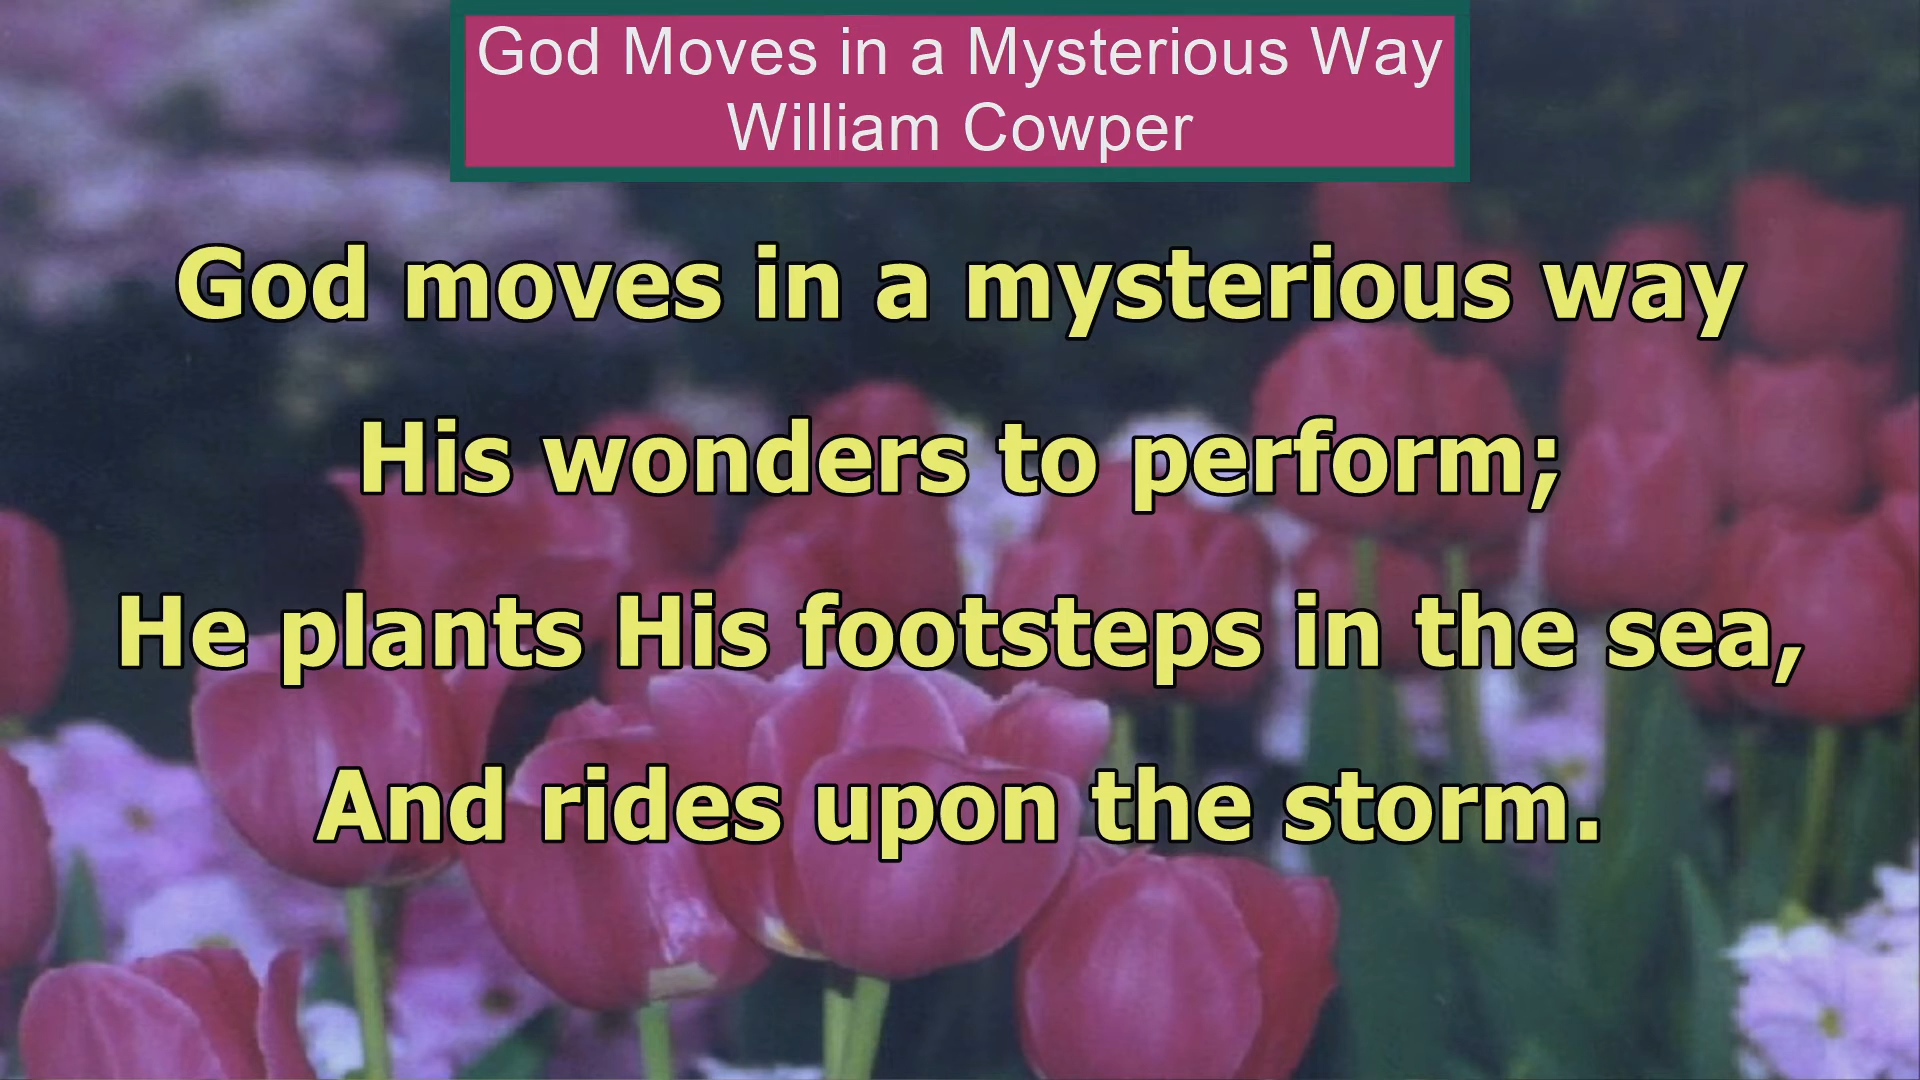 God Moves in a Mysterious Way
William Cowper
God moves in a mysterious way
His wonders to perform;
He plants His footsteps in the sea,
And rides upon the storm.